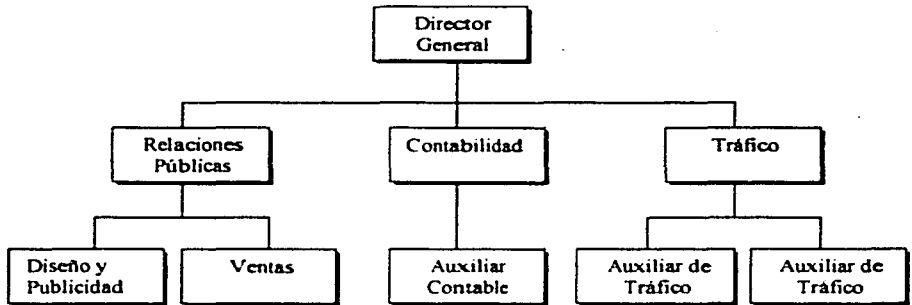 Director
General
Relaciones
Públicas
Contabilidad
Tráfico
Diseño y
Publicidad
Ventas
Auxiliar
Contable
Auxiliar de
Tráfico
Auxiliar de
Tráfico